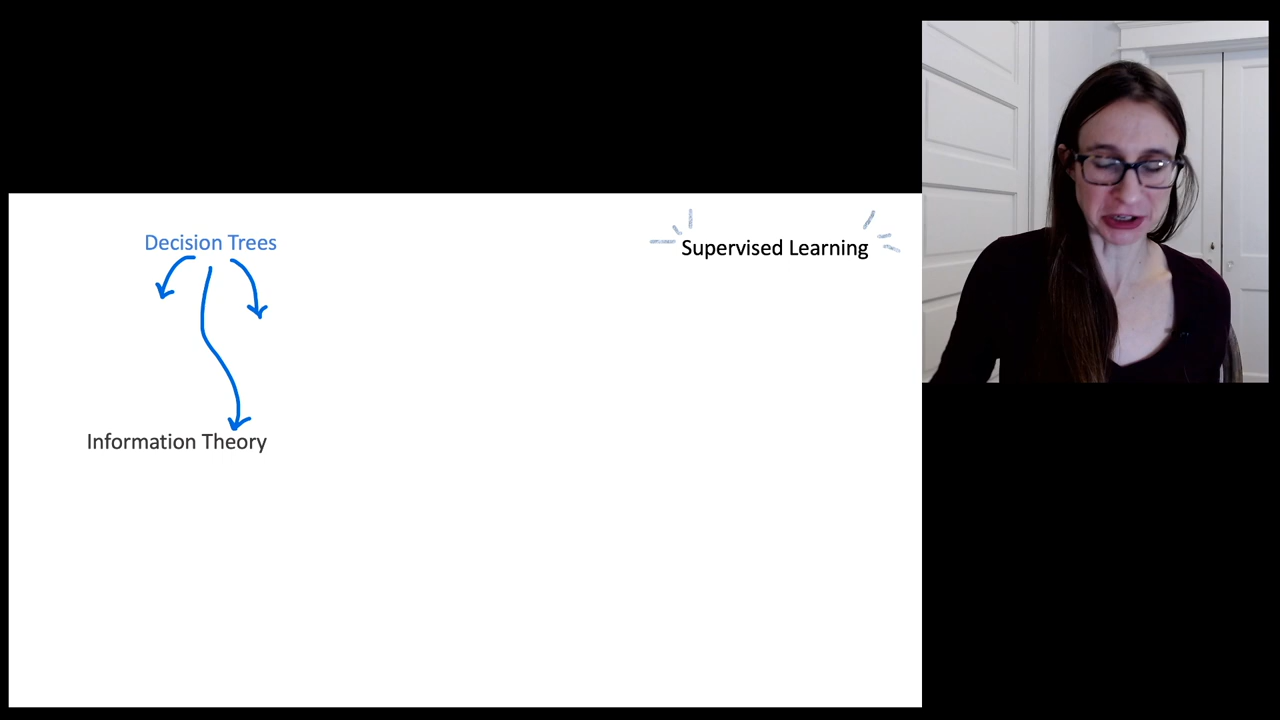 Decision Trees
Supervised Learning
Information Theory